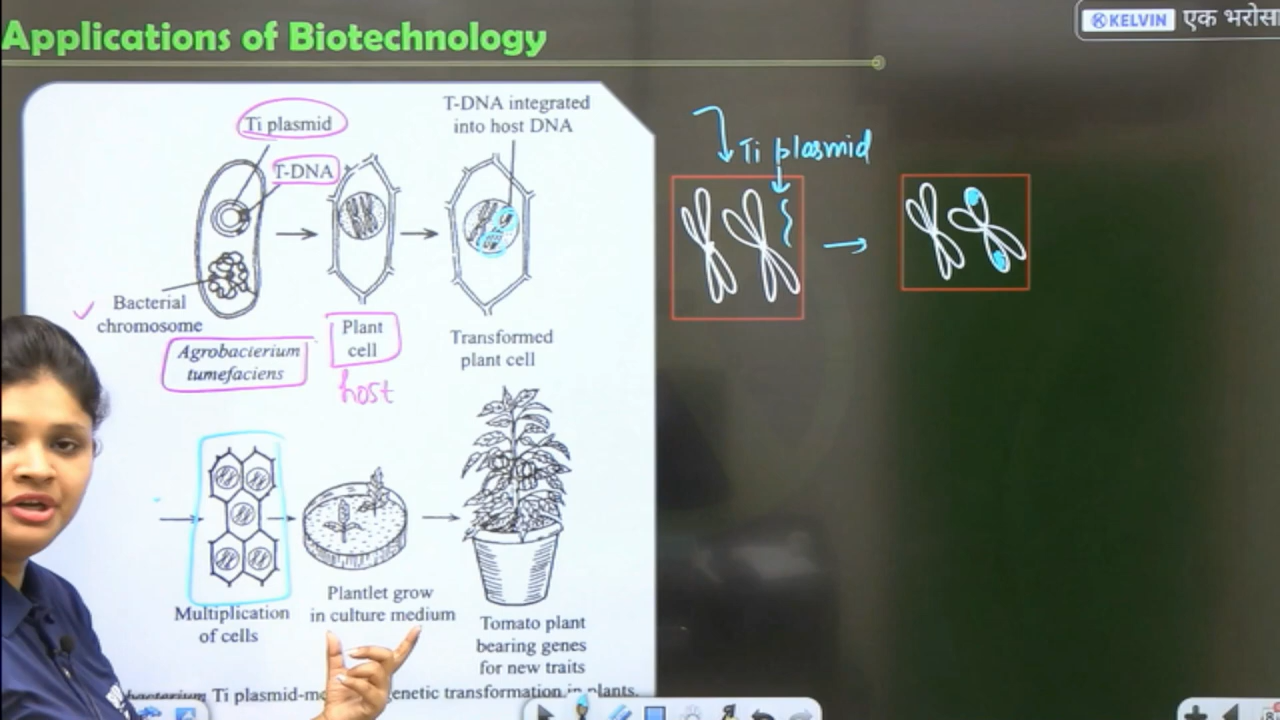 Applications of Biotechnology
KELVIN एक भरोसा
Ti plasmid
T-DNA
T-DNA integrated
into host DNA
Bacterial
chromosome
Agrobacterium
tumefaciens
Plant
cell
host
Transformed
plant cell
Ti plasmid
Multiplication
of cells
Plantlet grow
in culture medium
Tomato plant
bearing genes
for new traits
bacterium Ti plasmid-me enetic transformation in plants.